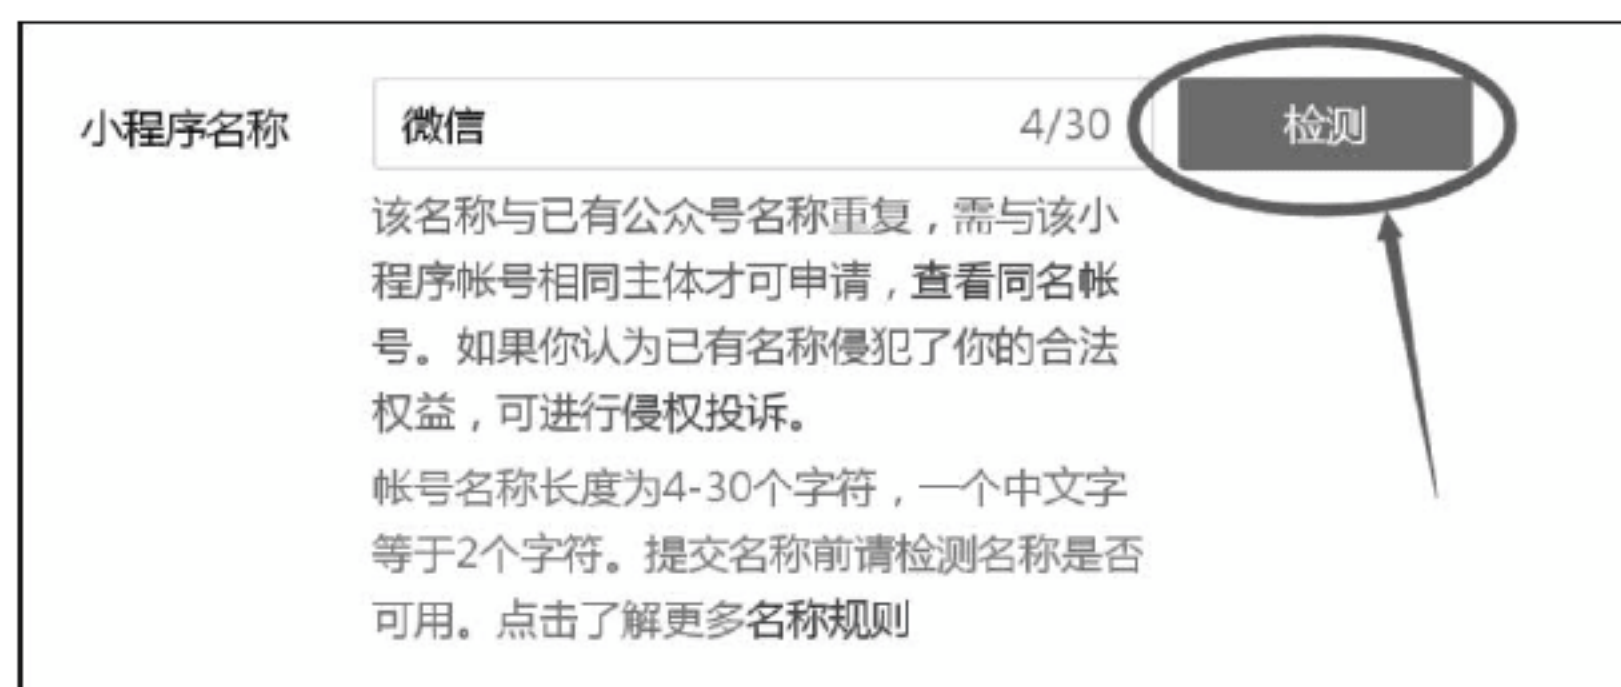 小程序名称 微信 4/30 检测
该名称与已有公众号名称重复，需与该小
程序帐号相同主体才可申请，查看同名帐
号。如果你认为已有名称侵犯了你的合法
权益，可进行侵权投诉。
帐号名称长度为4-30个字符，一个中文字
等于2个字符。提交名称前请检测名称是否
可用。点击了解更多名称规则